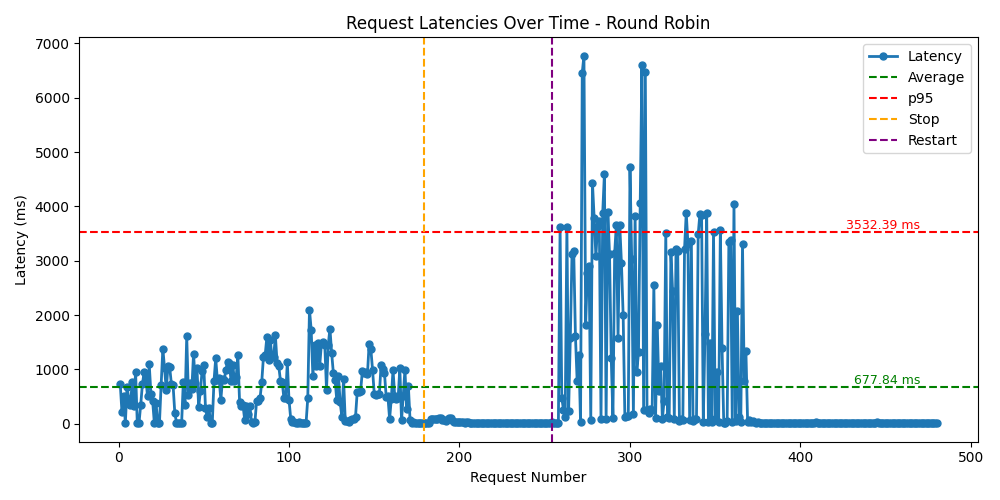 Request Latencies Over Time - Round Robin
7000
6000
5000
4000
3000
2000
1000
0
Latency (ms)
Latency
Average
p95
Stop
Restart
3532.39 ms
677.84 ms
0
100
200
300
400
500
Request Number